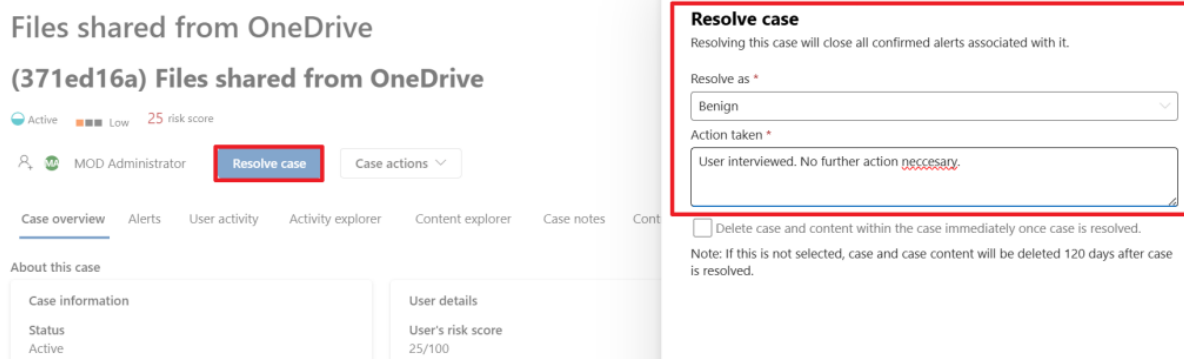 Files shared from OneDrive
(371ed16a) Files shared from OneDrive
Active Low 25 risk score
MA MOD Administrator Resolve case Case actions
Case overview Alerts User activity Activity explorer Content explorer Case notes Cont
About this case
Case information
Status
Active
User details
User's risk score
25/100
Resolve case
Resolving this case will close all confirmed alerts associated with it.
Resolve as *
Benign
Action taken *
User interviewed. No further action neccesary.
Delete case and content within the case immediately once case is resolved.
Note: If this is not selected, case and case content will be deleted 120 days after case
is resolved.